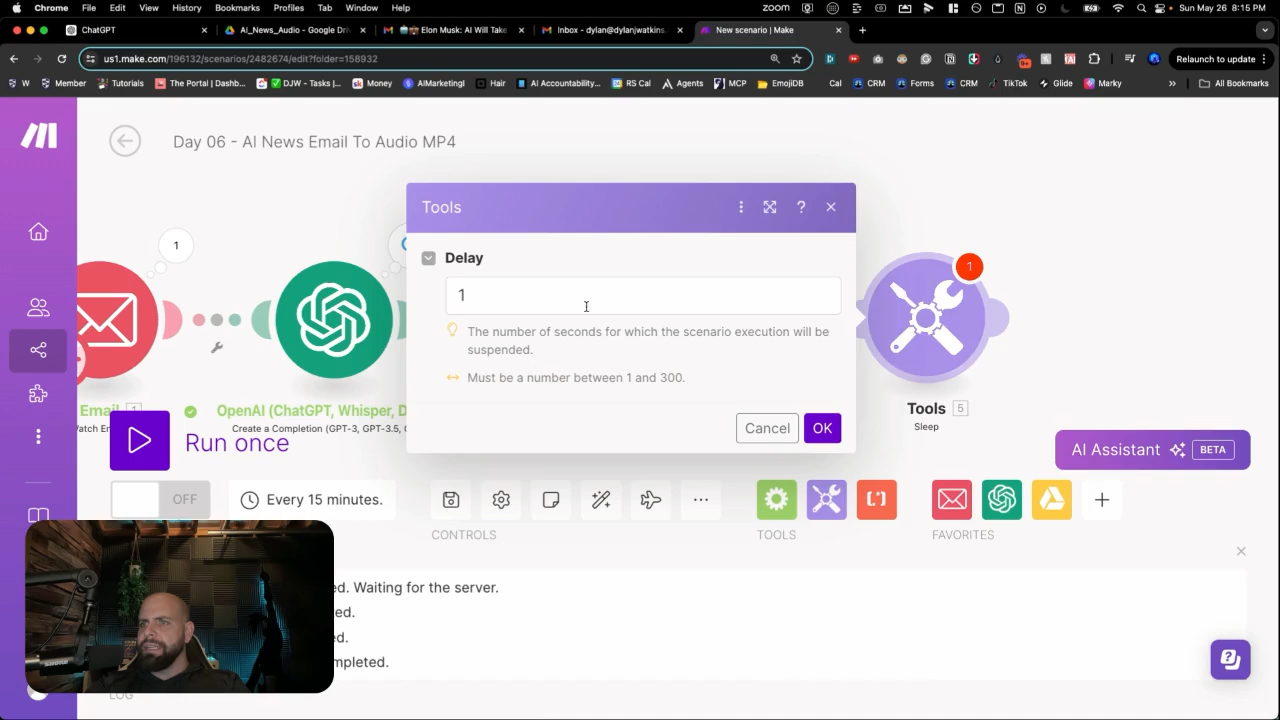 Chrome File Edit View History Bookmarks Profiles Tab Window Help zoom Sun May 26 8:15 PM
ChatGPT × AI_News_Audio - Google Dri × Elon Musk: AI Will Take × Inbox - dylan@dylanjwatkins. × New scenario | Make × +
us1.make.com/196132/scenarios/2482674/edit?folder=158932 Relaunch to update
W Member Tutorials The Portal | Dashb... DJW - Tasks |... Money AIMarketingl Hair AI Accountability... RS Cal Agents MCP EmojiDB Cal CRM Forms CRM TikTok Glide Marky » All Bookmarks
Day 06 - AI News Email To Audio MP4
Tools
1
Delay
1
1
The number of seconds for which the scenario execution will be
suspended.
Must be a number between 1 and 300.
Email 1
OpenAI (ChatGPT, Whisper, D
Create a Completion (GPT-3, GPT-3.5, G
Tools 5
Sleep
Cancel OK
Run once
AI Assistant BETA
OFF
Every 15 minutes.
CONTROLS TOOLS FAVORITES
ed. Waiting for the server.
ed.
ed.
mpleted.
LOG